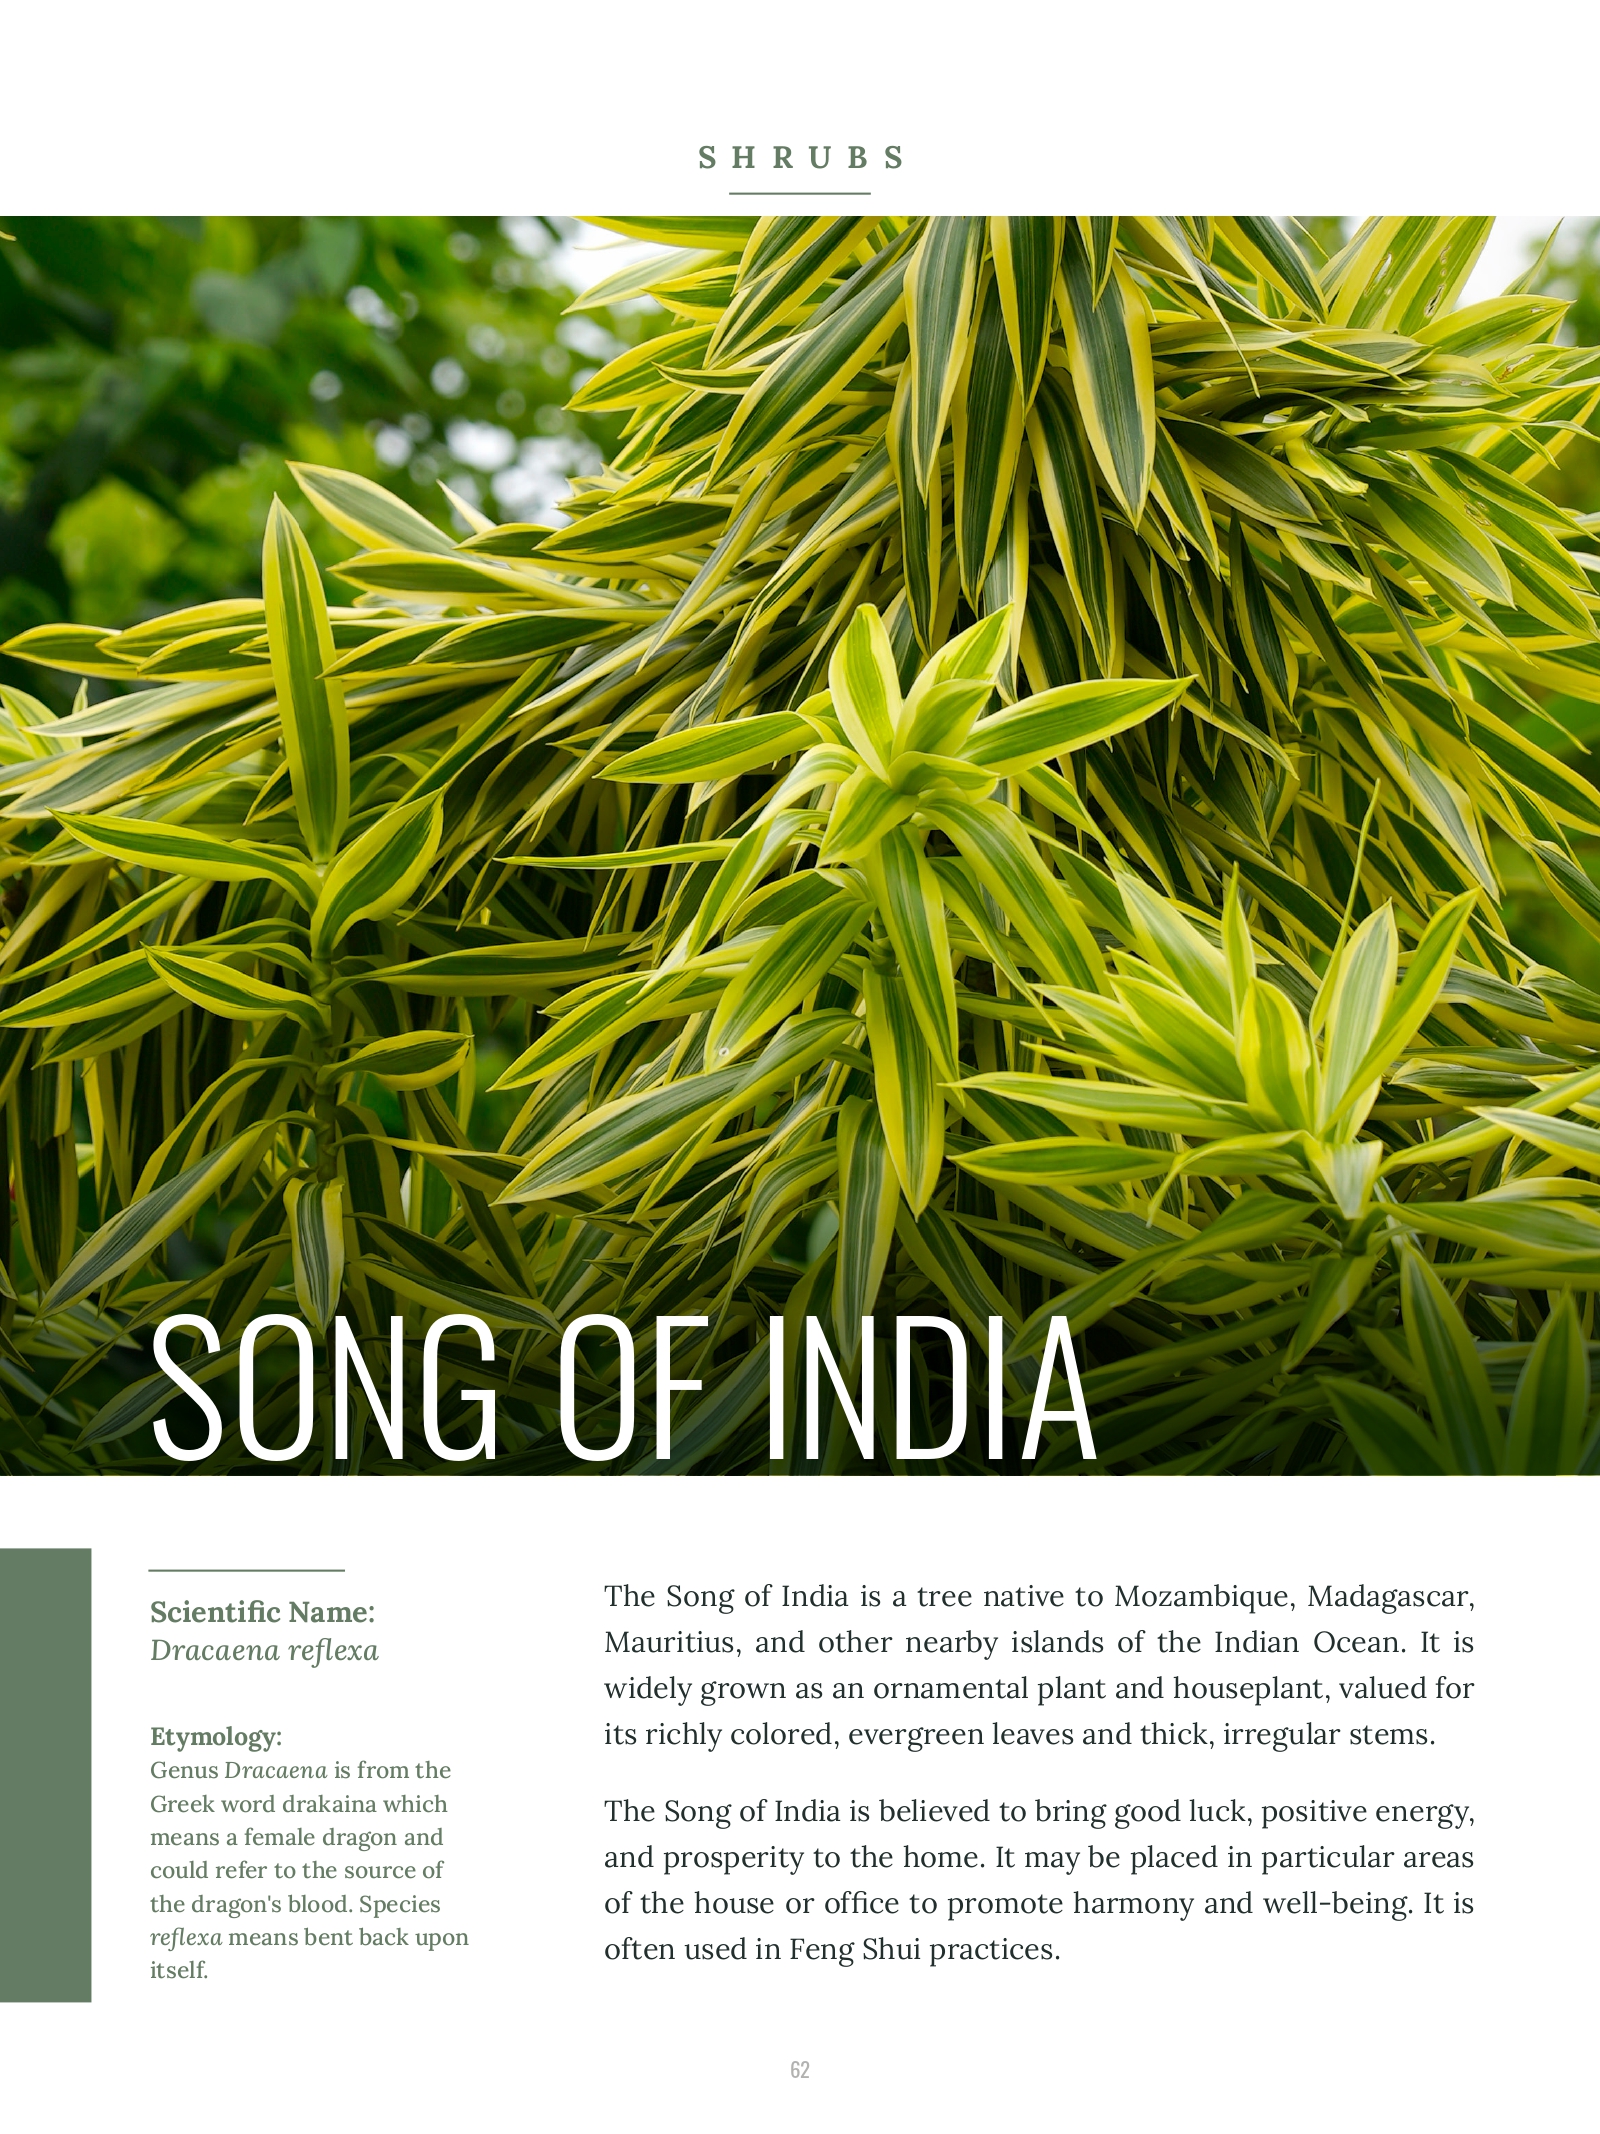 SHRUBS
SONG OF INDIA
Scientific Name:
Dracaena reflexa
Etymology:
Genus Dracaena is from the
Greek word drakaina which
means a female dragon and
could refer to the source of
the dragon's blood. Species
reflexa means bent back upon
itself.
The Song of India is a tree native to Mozambique, Madagascar,
Mauritius, and other nearby islands of the Indian Ocean. It is
widely grown as an ornamental plant and houseplant, valued for
its richly colored, evergreen leaves and thick, irregular stems.
The Song of India is believed to bring good luck, positive energy,
and prosperity to the home. It may be placed in particular areas
of the house or office to promote harmony and well-being. It is
often used in Feng Shui practices.
62